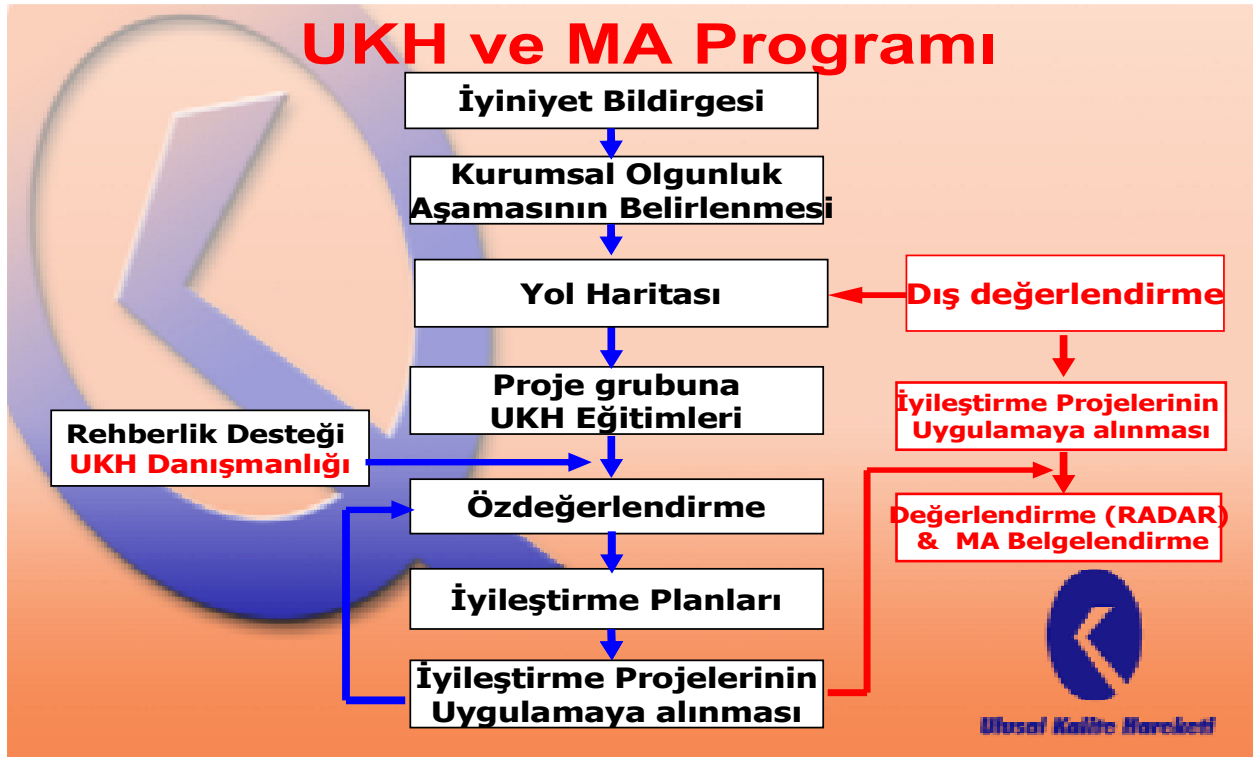 UKH ve MA Programı
İyiniyet Bildirgesi
Kurumsal Olgunluk
Aşamasının Belirlenmesi
Yol Haritası
Dış değerlendirme
Proje grubuna
UKH Eğitimleri
İyileştirme Projelerinin
Uygulamaya alınması
Rehberlik Desteği
UKH Danışmanlığı
Özdeğerlendirme
Değerlendirme (RADAR)
& MA Belgelendirme
İyileştirme Planları
İyileştirme Projelerinin
Uygulamaya alınması
Ulusal Kalite Hareketi